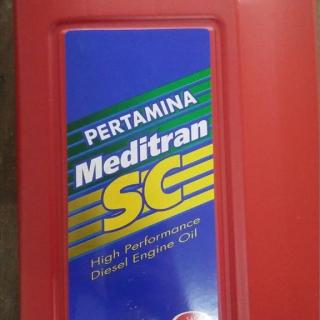 PERTAMINA
Meditran
SC
High Performance
Diesel Engine Oil